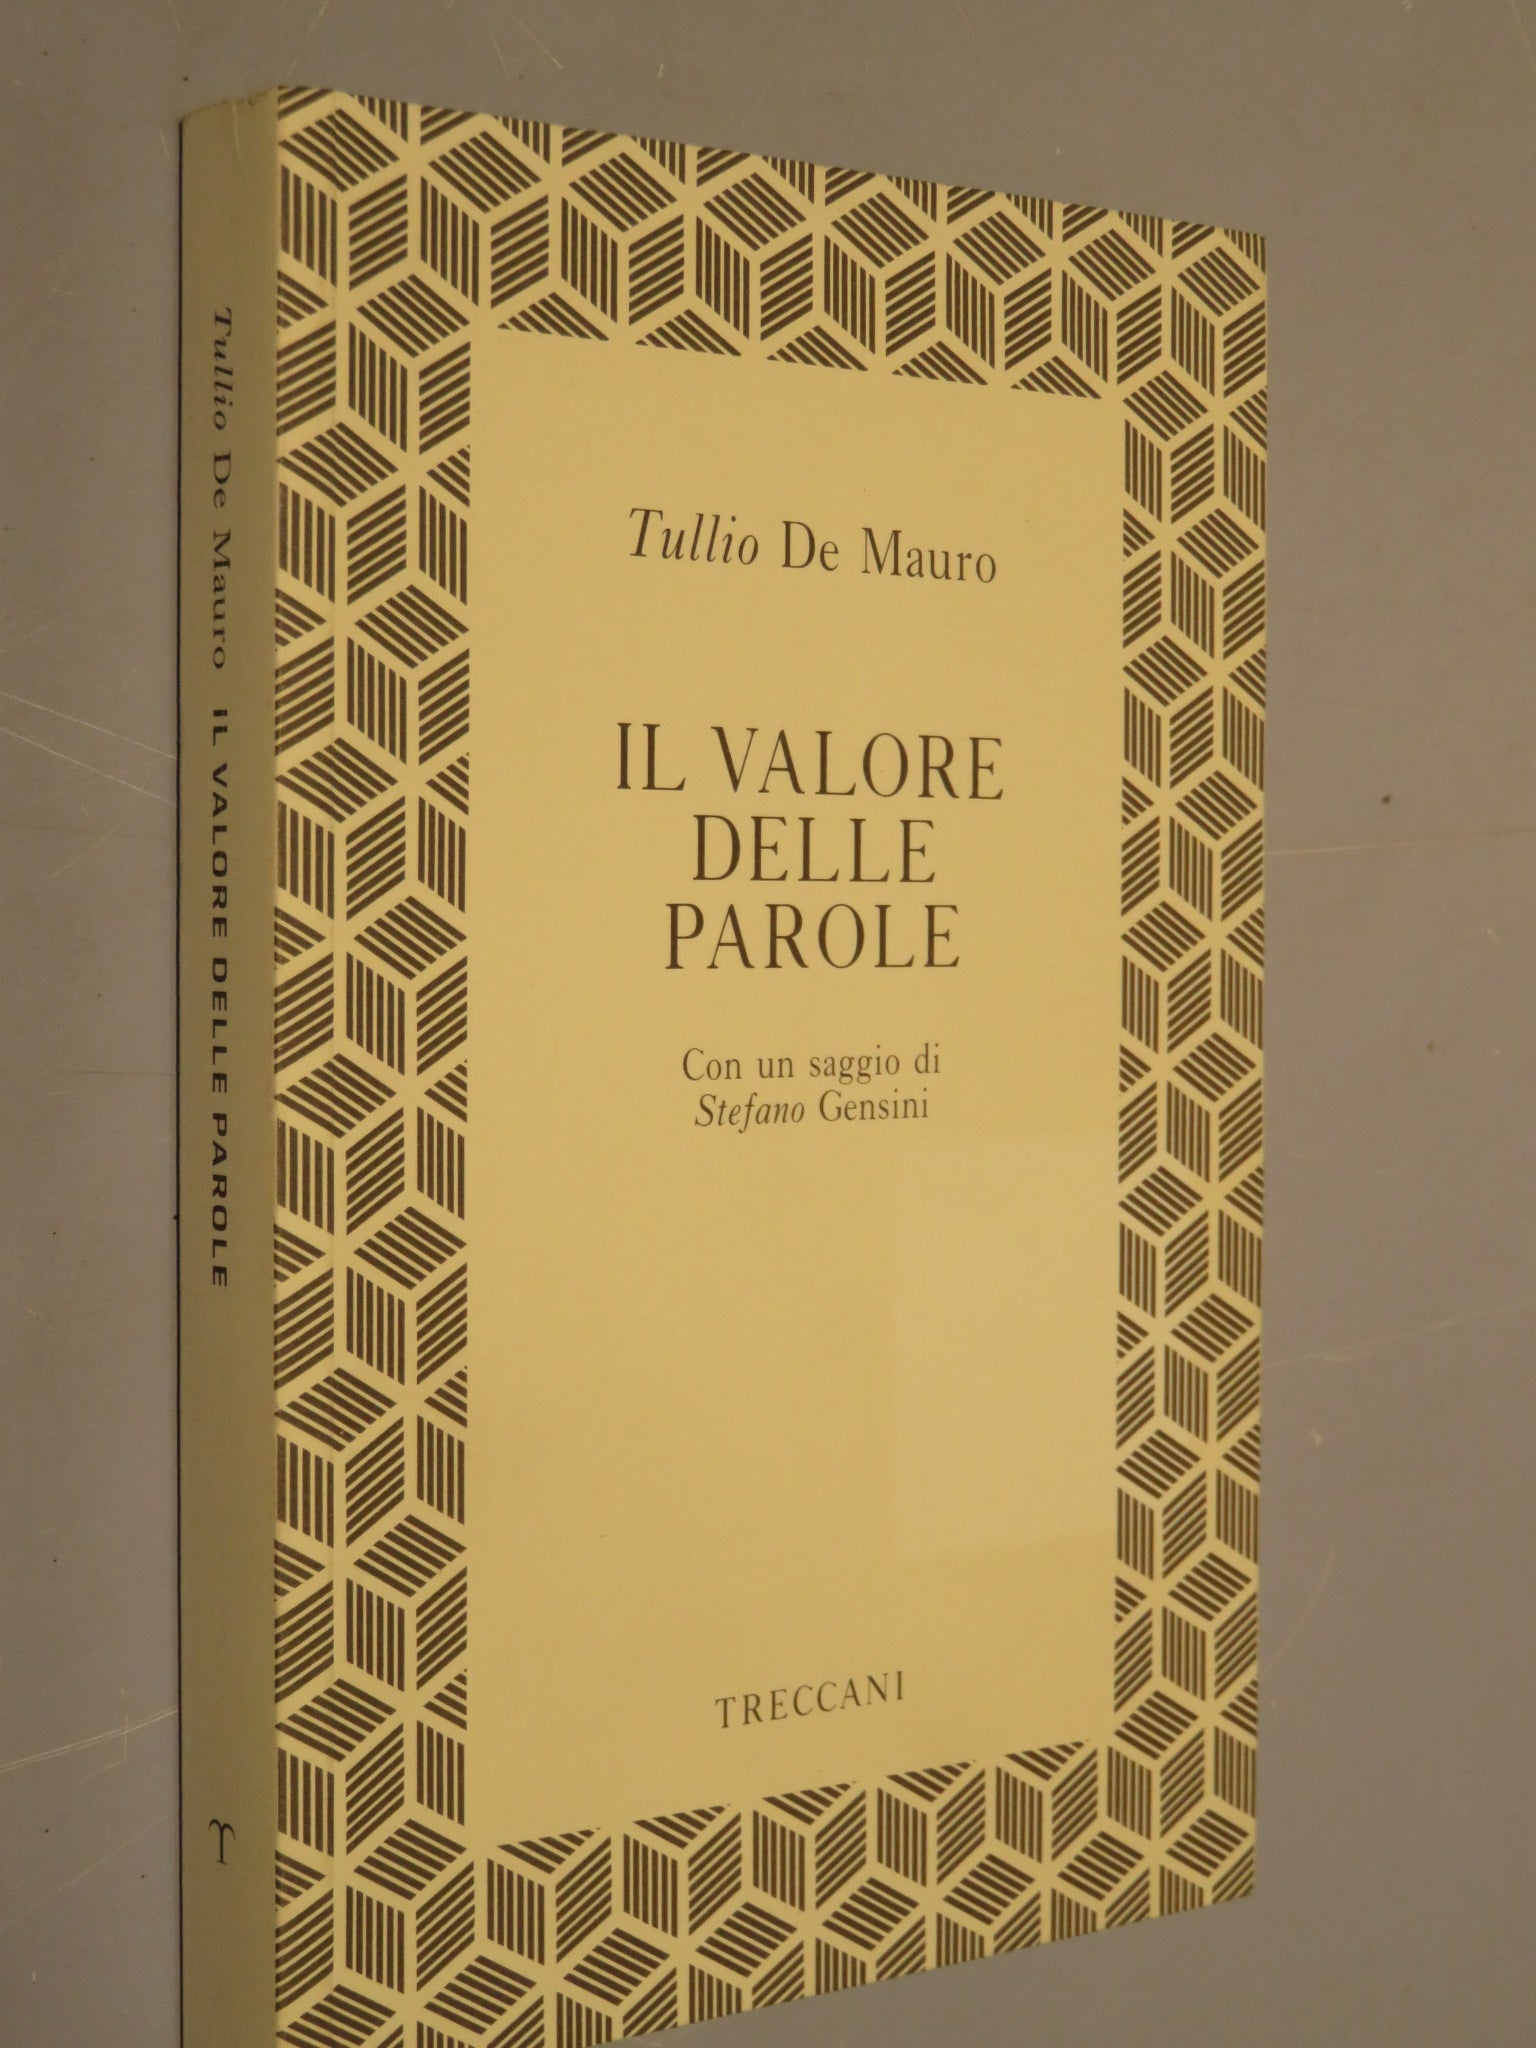 Tullio De Mauro
IL VALORE
DELLE
PAROLE
Con un saggio di
Stefano Gensini
TRECCANI
Tullio De Mauro IL VALORE DELLE PAROLE